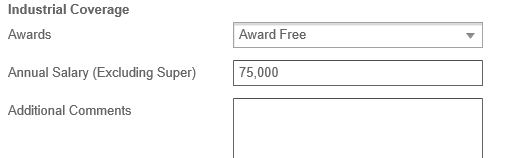 Industrial Coverage
Awards Award Free
Annual Salary (Excluding Super) 75,000
Additional Comments